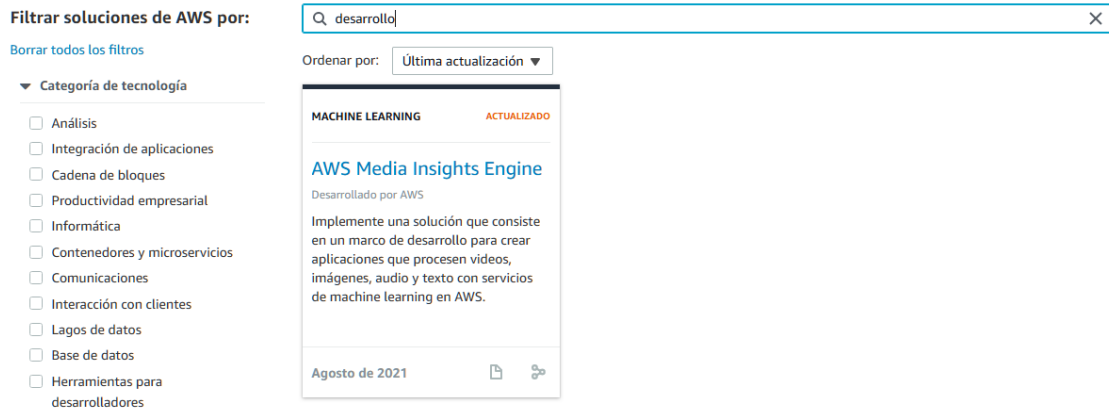 Filtrar soluciones de AWS por:
Borrar todos los filtros
Categoría de tecnología
Análisis
Integración de aplicaciones
Cadena de bloques
Productividad empresarial
Informática
Contenedores y microservicios
Comunicaciones
Interacción con clientes
Lagos de datos
Base de datos
Herramientas para
desarrolladores
desarrollo
Ordenar por: Última actualización
MACHINE LEARNING ACTUALIZADO
AWS Media Insights Engine
Desarrollado por AWS
Implemente una solución que consiste
en un marco de desarrollo para crear
aplicaciones que procesen videos,
imágenes, audio y texto con servicios
de machine learning en AWS.
Agosto de 2021